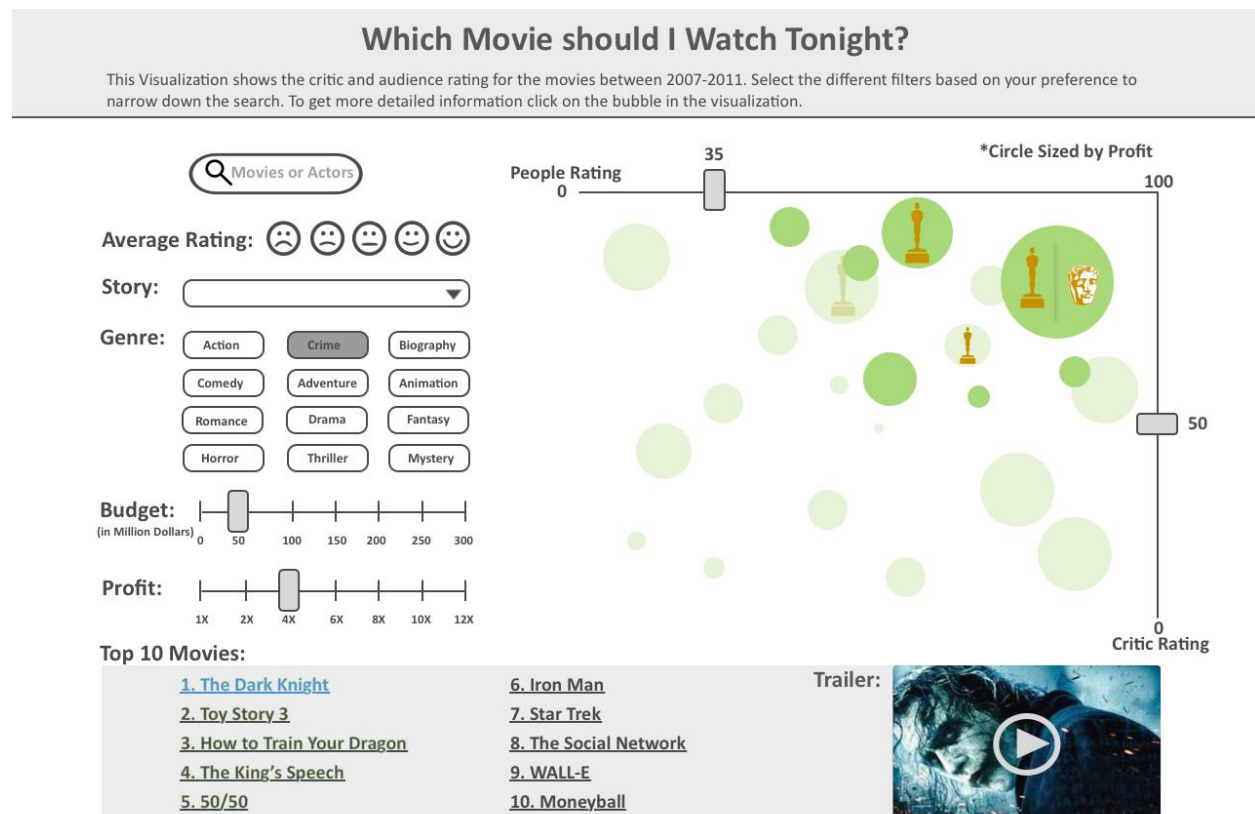 Which Movie should I Watch Tonight?
This Visualization shows the critic and audience rating for the movies between 2007-2011. Select the different filters based on your preference to
narrow down the search. To get more detailed information click on the bubble in the visualization.
Movies or Actors
Average Rating:
Story:
Genre:
Action Crime Biography
Comedy Adventure Animation
Romance Drama Fantasy
Horror Thriller Mystery
Budget:
(in Million Dollars)
0 50 100 150 200 250 300
Profit:
1X 2X 4X 6X 8X 10X 12X
35
*Circle Sized by Profit
People Rating
0
100
50
0
Critic Rating
Top 10 Movies:
1. The Dark Knight
2. Toy Story 3
3. How to Train Your Dragon
4. The King's Speech
5. 50/50
6. Iron Man
7. Star Trek
8. The Social Network
9. WALL-E
10. Moneyball
Trailer: